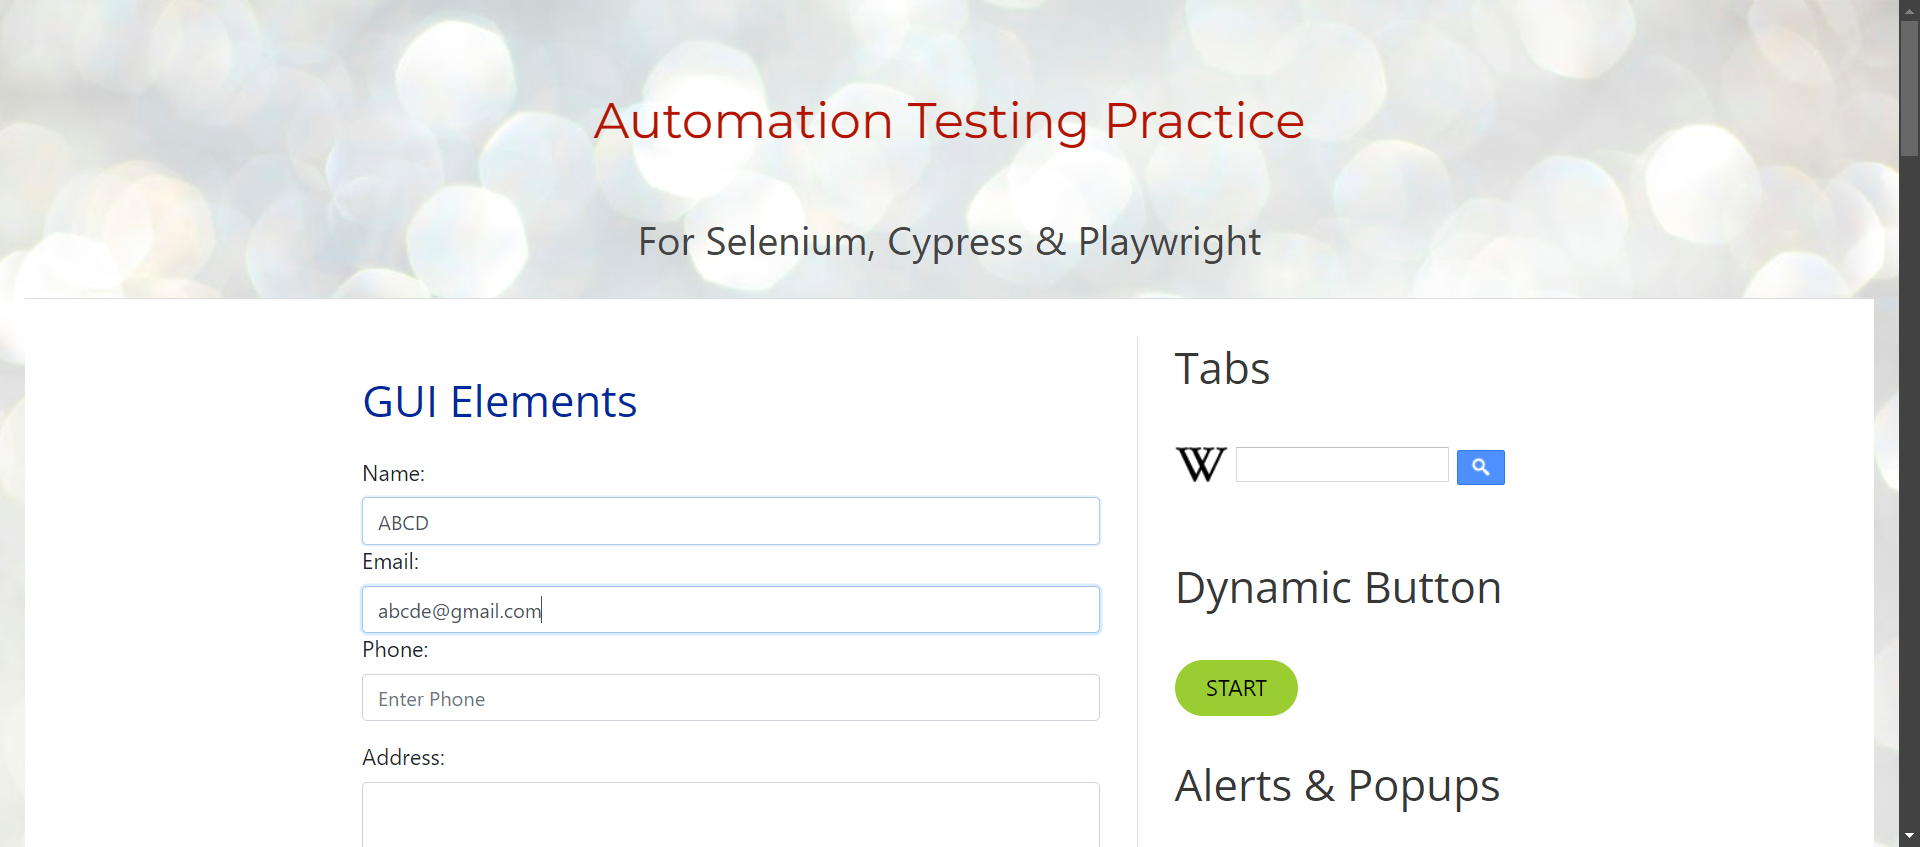 Automation Testing Practice
For Selenium, Cypress & Playwright
GUI Elements
Name:
ABCD
Email:
abcde@gmail.com
Phone:
Enter Phone
Address:
Tabs
W
Dynamic Button
START
Alerts & Popups